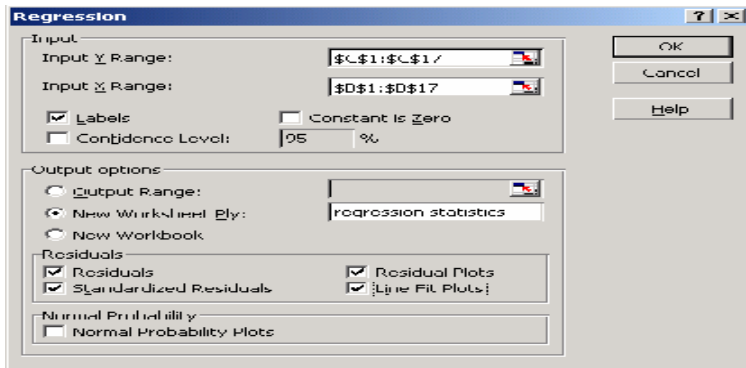 Regression
Input
Input Y Range: $C$1:$C$17
Input X Range: $D$1:$D$17
Labels Constant is Zero
Confidence Level: 95 %
OK
Cancel
Help
Output options
Output Range:
New Worksheet Ply: regression statistics
New Workbook
Residuals
Residuals Residual Plots
Standardized Residuals Line Fit Plots
Normal Probability
Normal Probability Plots